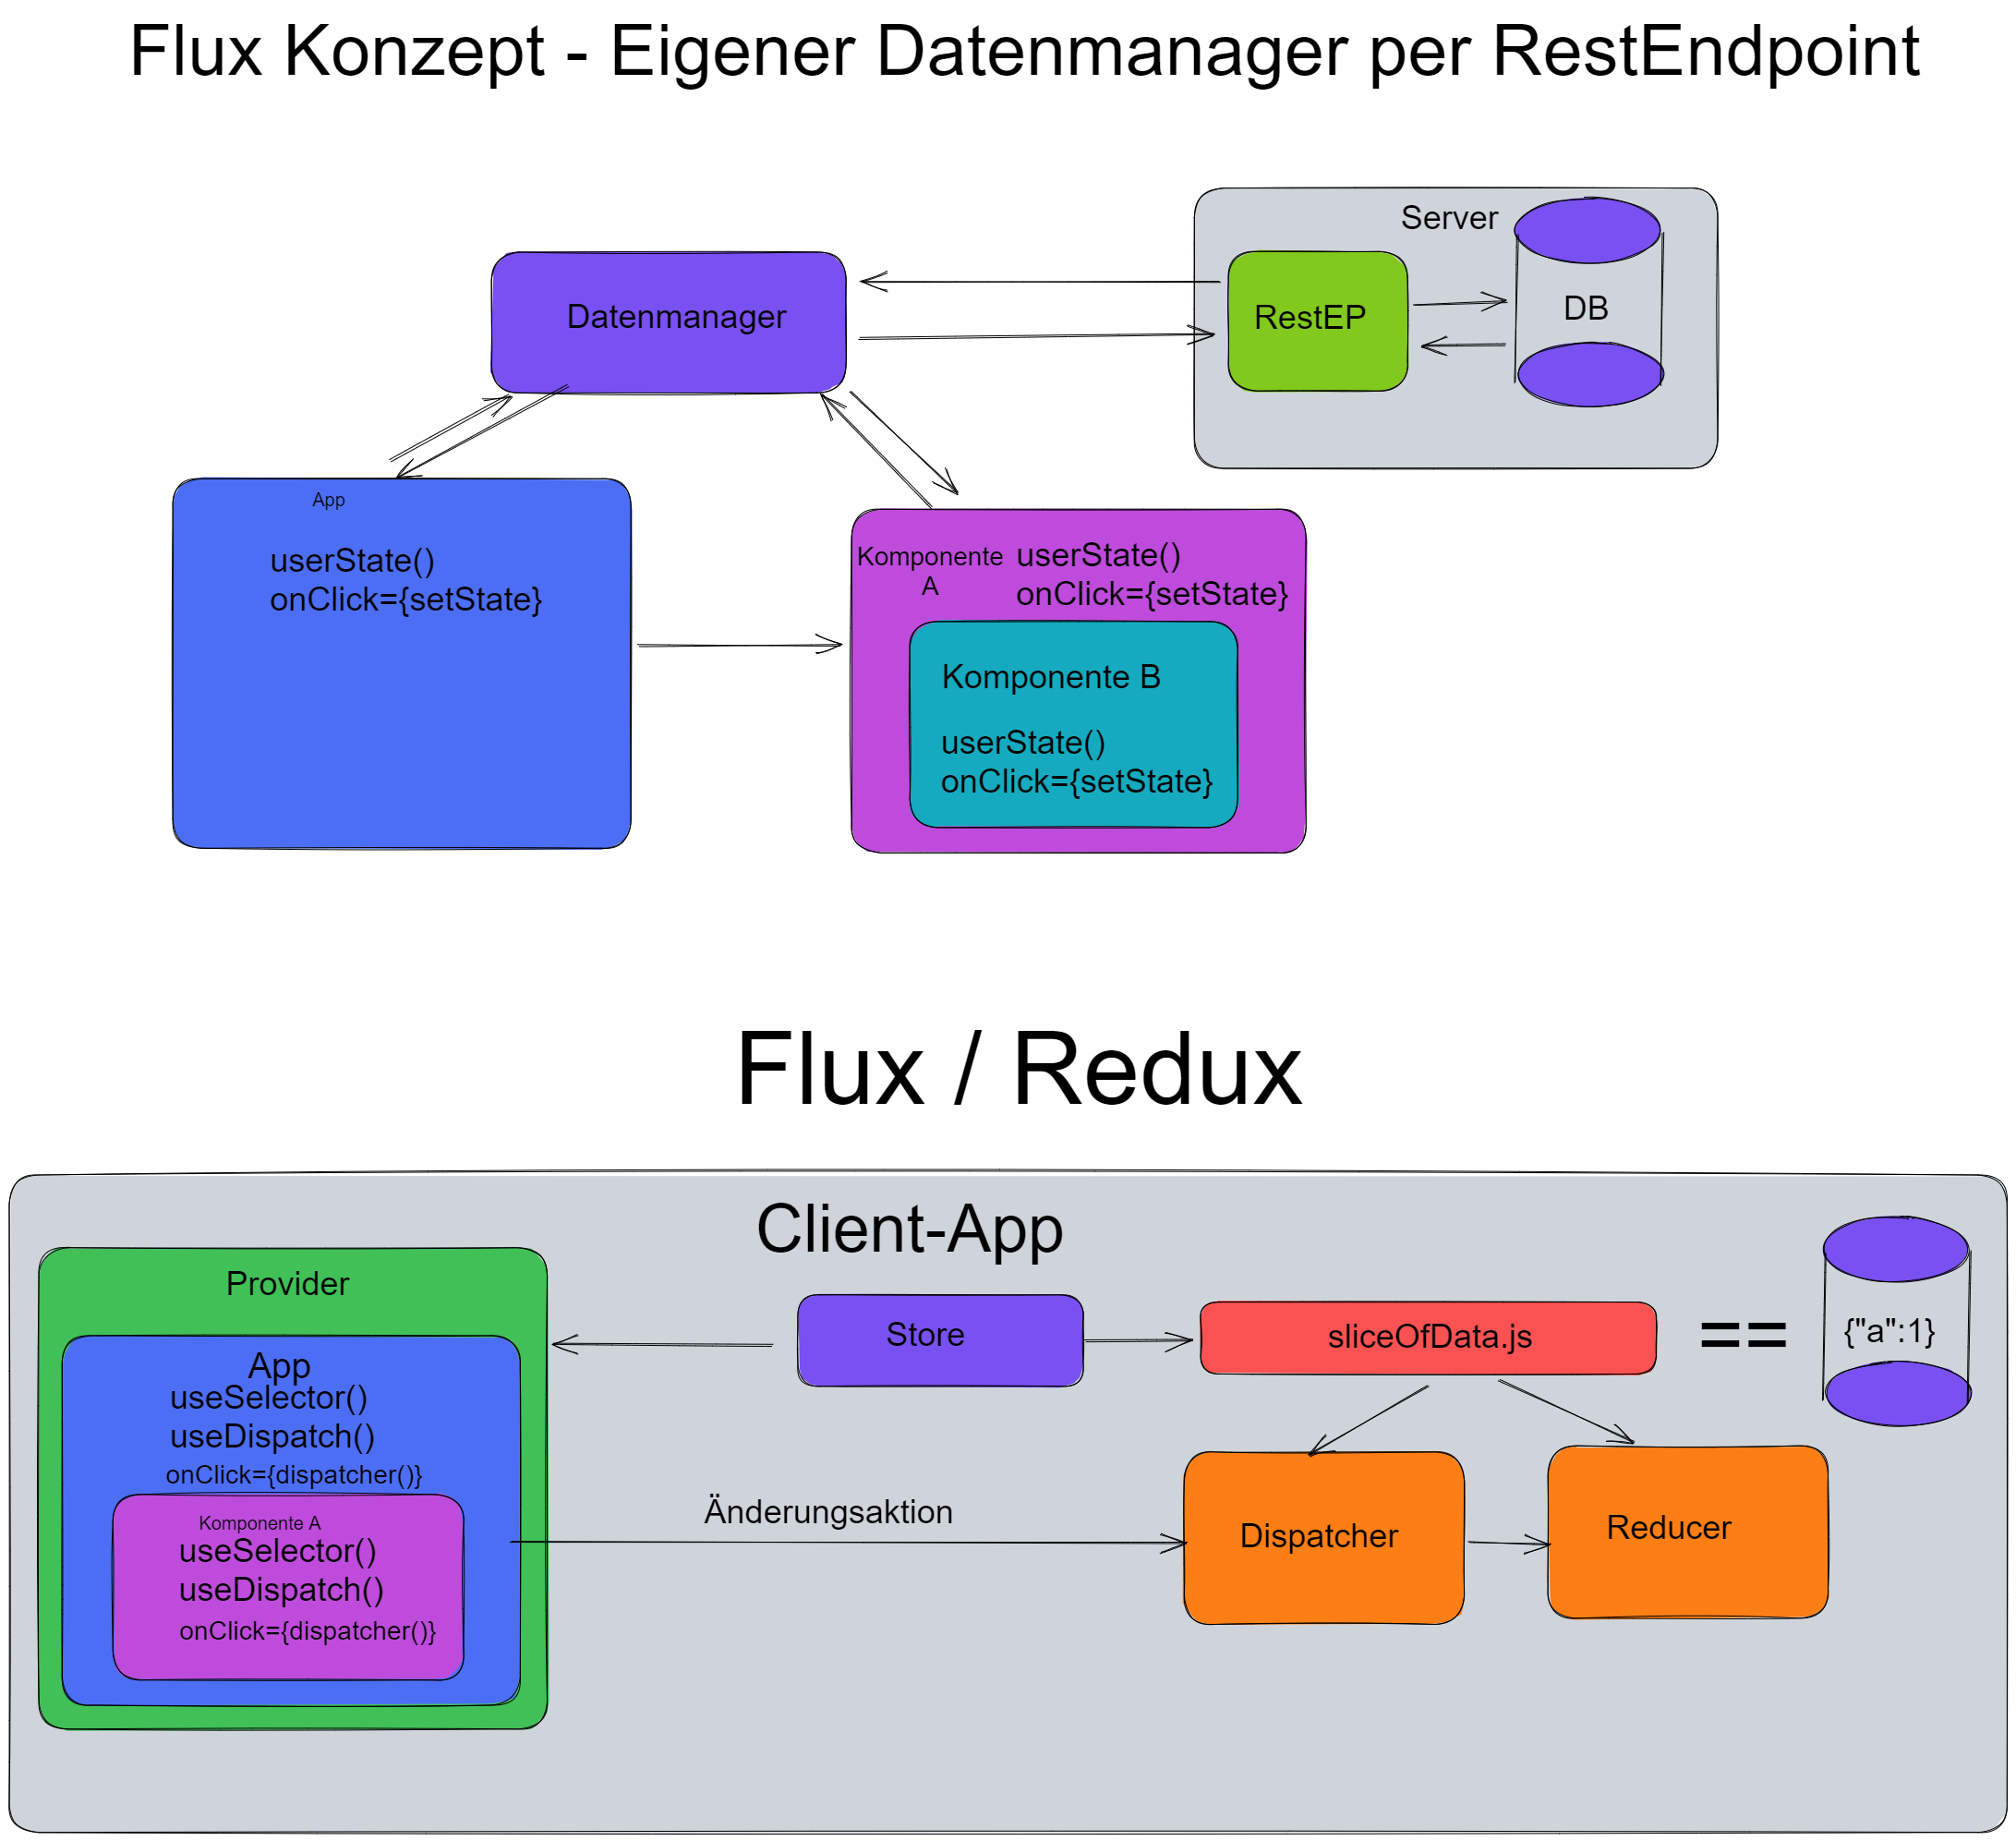 Flux Konzept - Eigener Datenmanager per RestEndpoint
Server
Datenmanager
RestEP
DB
App
userState()
onClick={setState}
Komponente
A
userState()
onClick={setState}
Komponente B
userState()
onClick={setState}
Flux / Redux
Client-App
Provider
Store
sliceOfData.js
==
{"a":1}
App
useSelector()
useDispatch()
onClick={dispatcher()}
Komponente A
useSelector()
useDispatch()
onClick={dispatcher()}
Änderungsaktion
Dispatcher
Reducer